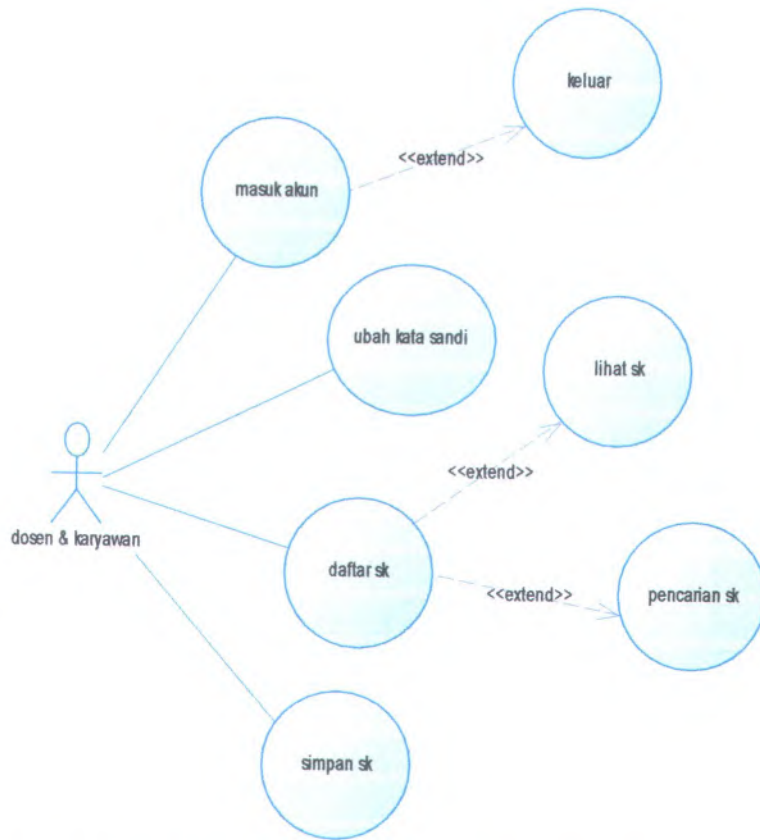 keluar
<<extend>>
masuk akun
ubah kata sandi
lihat sk
<<extend>>
dosen & karyawan
daftar sk
<<extend>>
pencarian sk
simpan sk